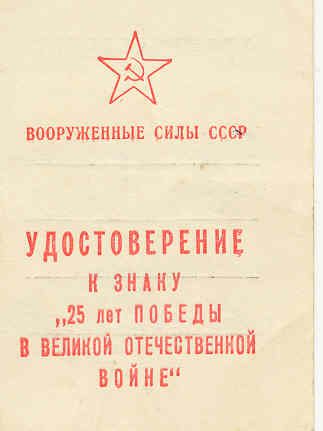 ВООРУЖЕННЫЕ СИЛЫ СССР
УДОСТОВЕРЕНИЕ
К ЗНАКУ
„25 лет ПОБЕДЫ
В ВЕЛИКОЙ ОТЕЧЕСТВЕННОЙ
ВОЙНЕ“